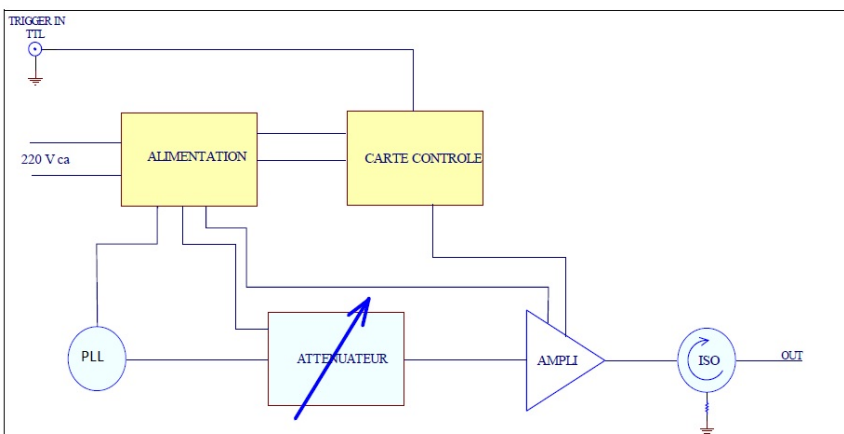 TRIGGER IN
TTL
220 V ca
ALIMENTATION
CARTE CONTROLE
PLL
ATTENUATEUR
AMPLI
ISO
OUT